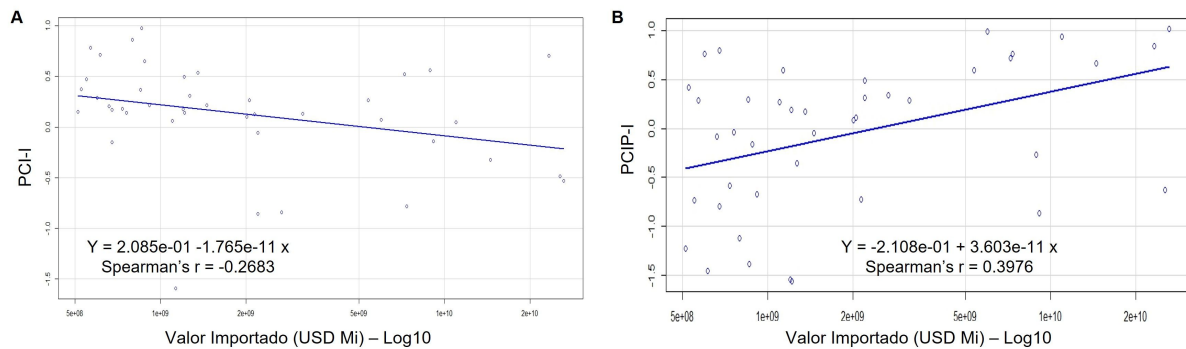 A
PCI-I
1.0
0.5
0.0
-0.5
-1.0
-1.5
Y = 2.085e-01 -1.765e-11 x
Spearman's r = -0.2683
5e+08 1e+09 2e+09 5e+09 1e+10 2e+10
Valor Importado (USD Mi) – Log10
B
PCIP-I
1.0
0.5
0.0
-0.5
-1.0
-1.5
Y = -2.108e-01 + 3.603e-11 x
Spearman's r = 0.3976
5e+08 1e+09 2e+09 5e+09 1e+10 2e+10
Valor Importado (USD Mi) – Log10